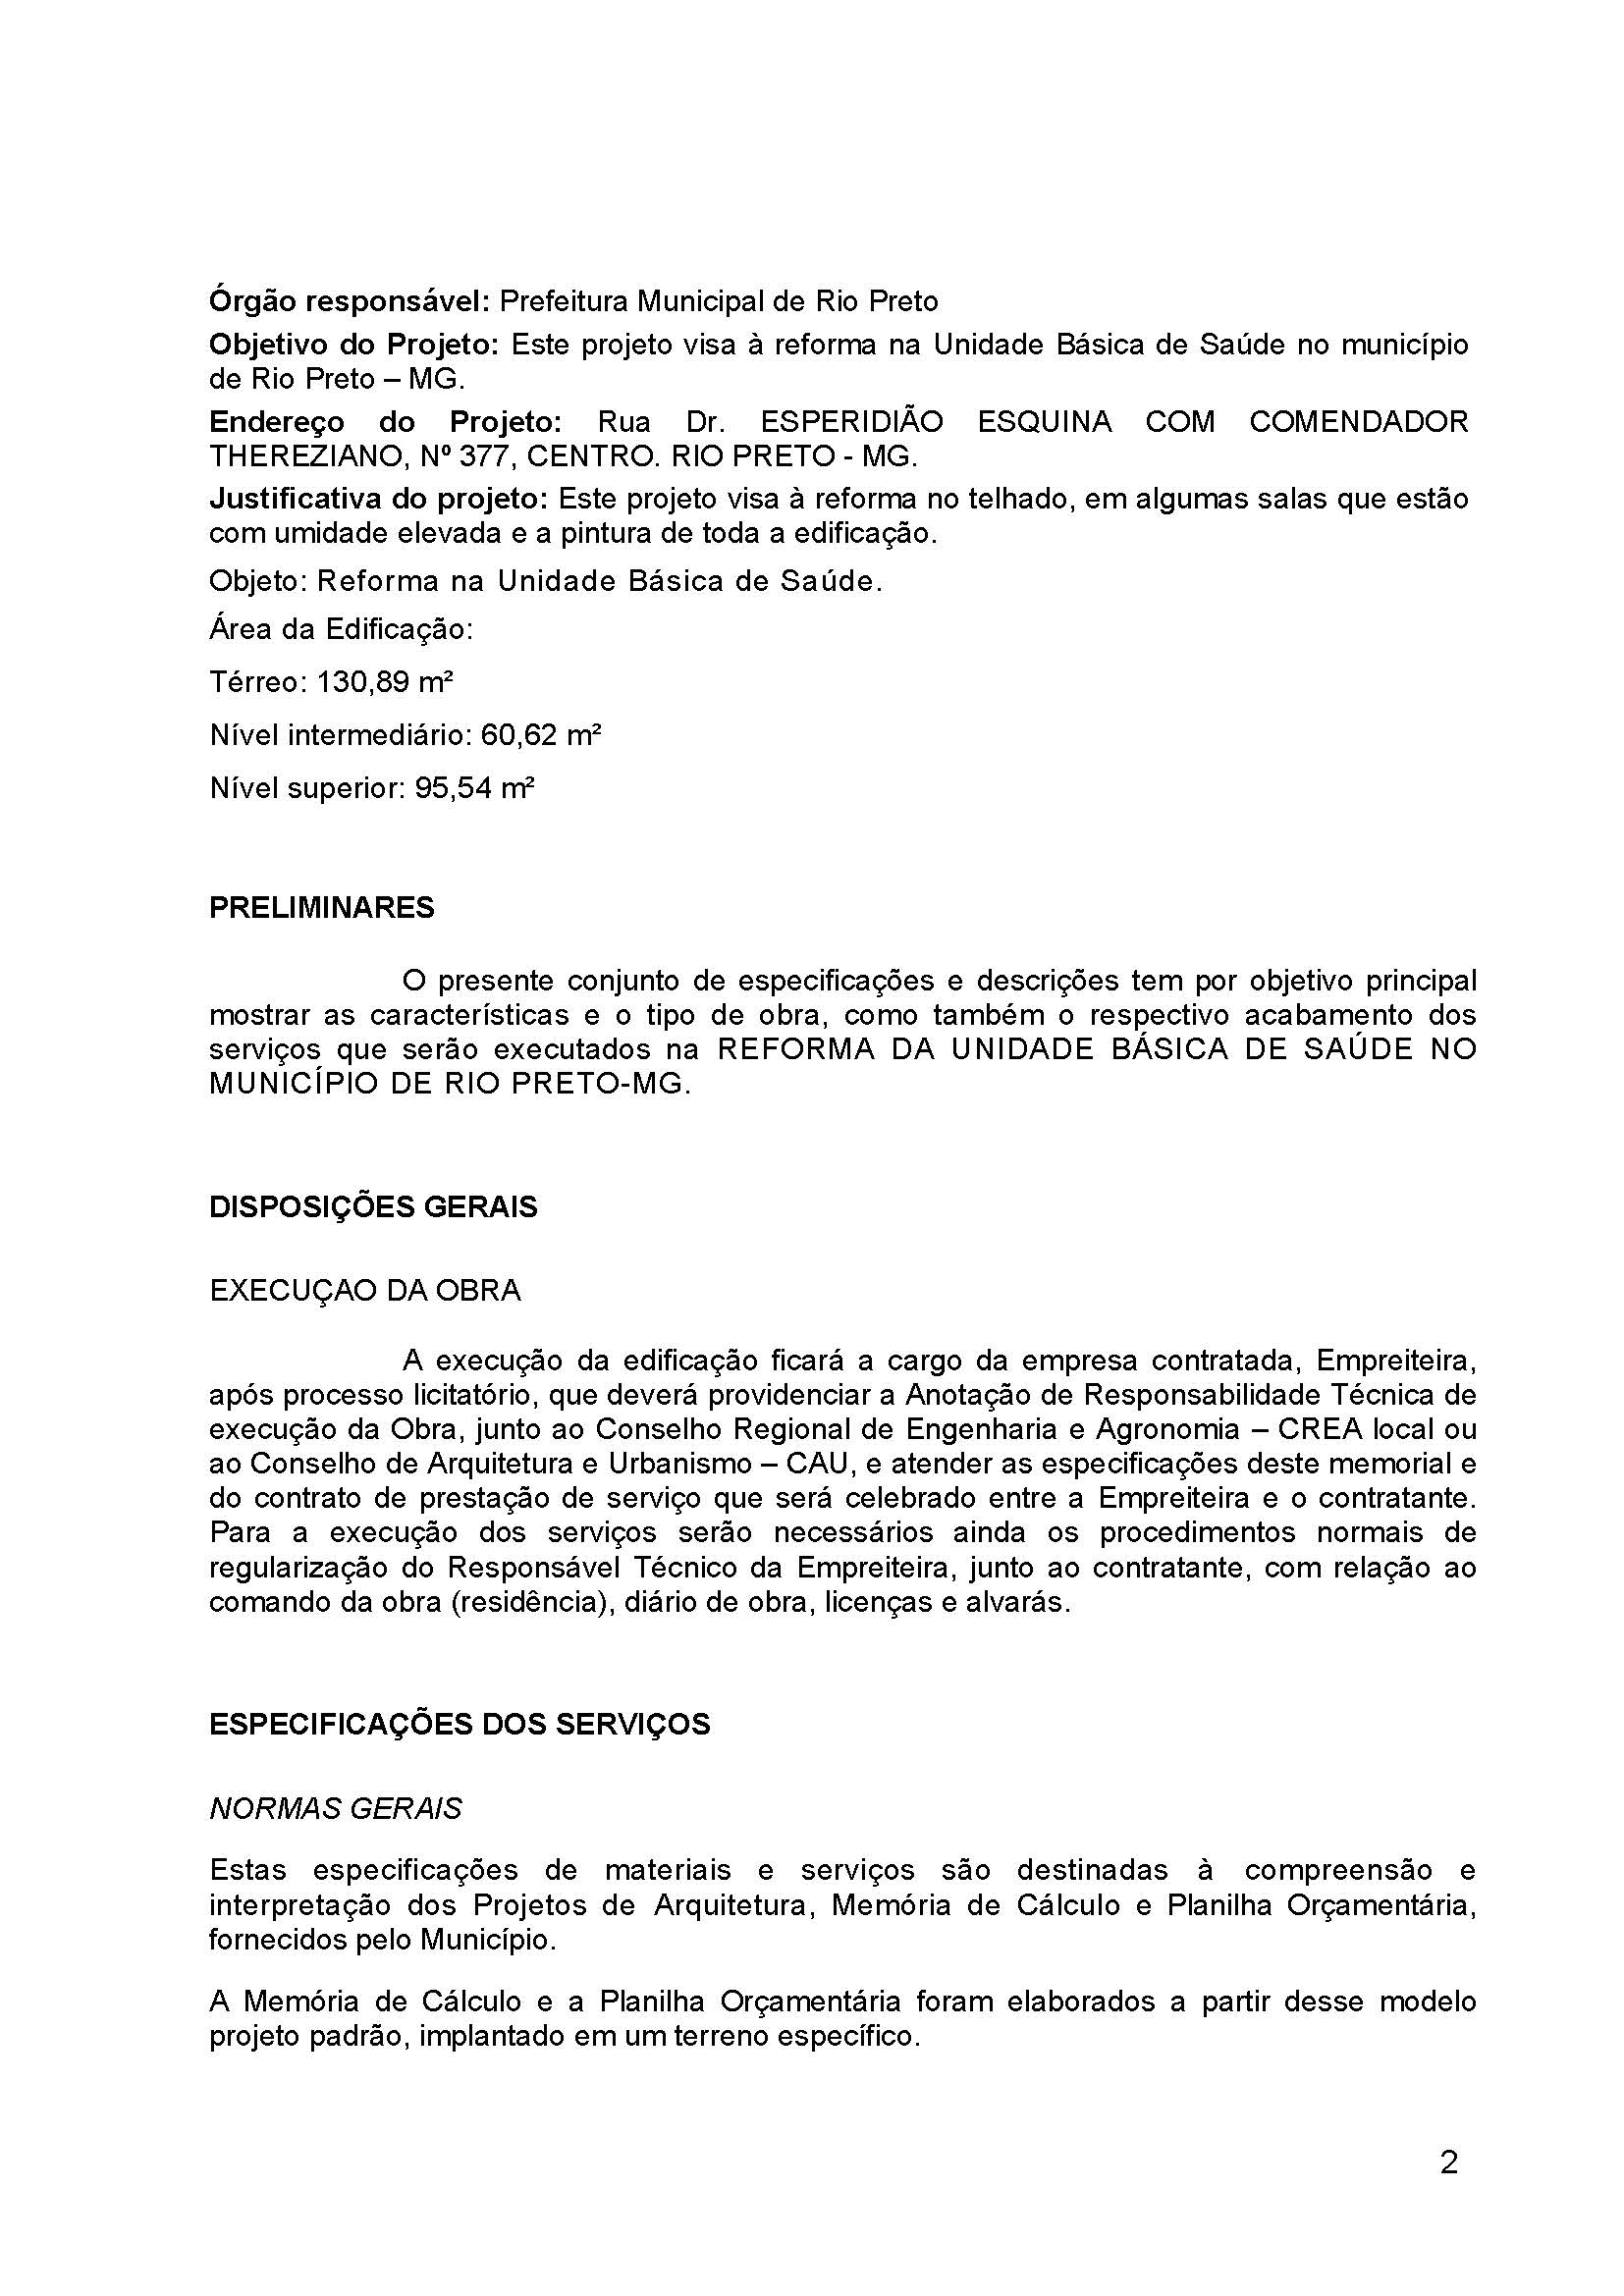 Órgão responsável: Prefeitura Municipal de Rio Preto
Objetivo do Projeto: Este projeto visa à reforma na Unidade Básica de Saúde no município
de Rio Preto – MG.
Endereço do Projeto: Rua Dr. ESPERIDIÃO ESQUINA COM COMENDADOR
THEREZIANO, Nº 377, CENTRO. RIO PRETO - MG.
Justificativa do projeto: Este projeto visa à reforma no telhado, em algumas salas que estão
com umidade elevada e a pintura de toda a edificação.
Objeto: Reforma na Unidade Básica de Saúde.
Área da Edificação:
Térreo: 130,89 m²
Nível intermediário: 60,62 m²
Nível superior: 95,54 m²
PRELIMINARES
O presente conjunto de especificações e descrições tem por objetivo principal
mostrar as características e o tipo de obra, como também o respectivo acabamento dos
serviços que serão executados na REFORMA DA UNIDADE BÁSICA DE SAÚDE NO
MUNICÍPIO DE RIO PRETO-MG.
DISPOSIÇÕES GERAIS
EXECUÇAO DA OBRA
A execução da edificação ficará a cargo da empresa contratada, Empreiteira,
após processo licitatório, que deverá providenciar a Anotação de Responsabilidade Técnica de
execução da Obra, junto ao Conselho Regional de Engenharia e Agronomia – CREA local ou
ao Conselho de Arquitetura e Urbanismo – CAU, e atender as especificações deste memorial e
do contrato de prestação de serviço que será celebrado entre a Empreiteira e o contratante.
Para a execução dos serviços serão necessários ainda os procedimentos normais de
regularização do Responsável Técnico da Empreiteira, junto ao contratante, com relação ao
comando da obra (residência), diário de obra, licenças e alvarás.
ESPECIFICAÇÕES DOS SERVIÇOS
NORMAS GERAIS
Estas especificações de materiais e serviços são destinadas à compreensão e
interpretação dos Projetos de Arquitetura, Memória de Cálculo e Planilha Orçamentária,
fornecidos pelo Município.
A Memória de Cálculo e a Planilha Orçamentária foram elaborados a partir desse modelo
projeto padrão, implantado em um terreno específico.
2